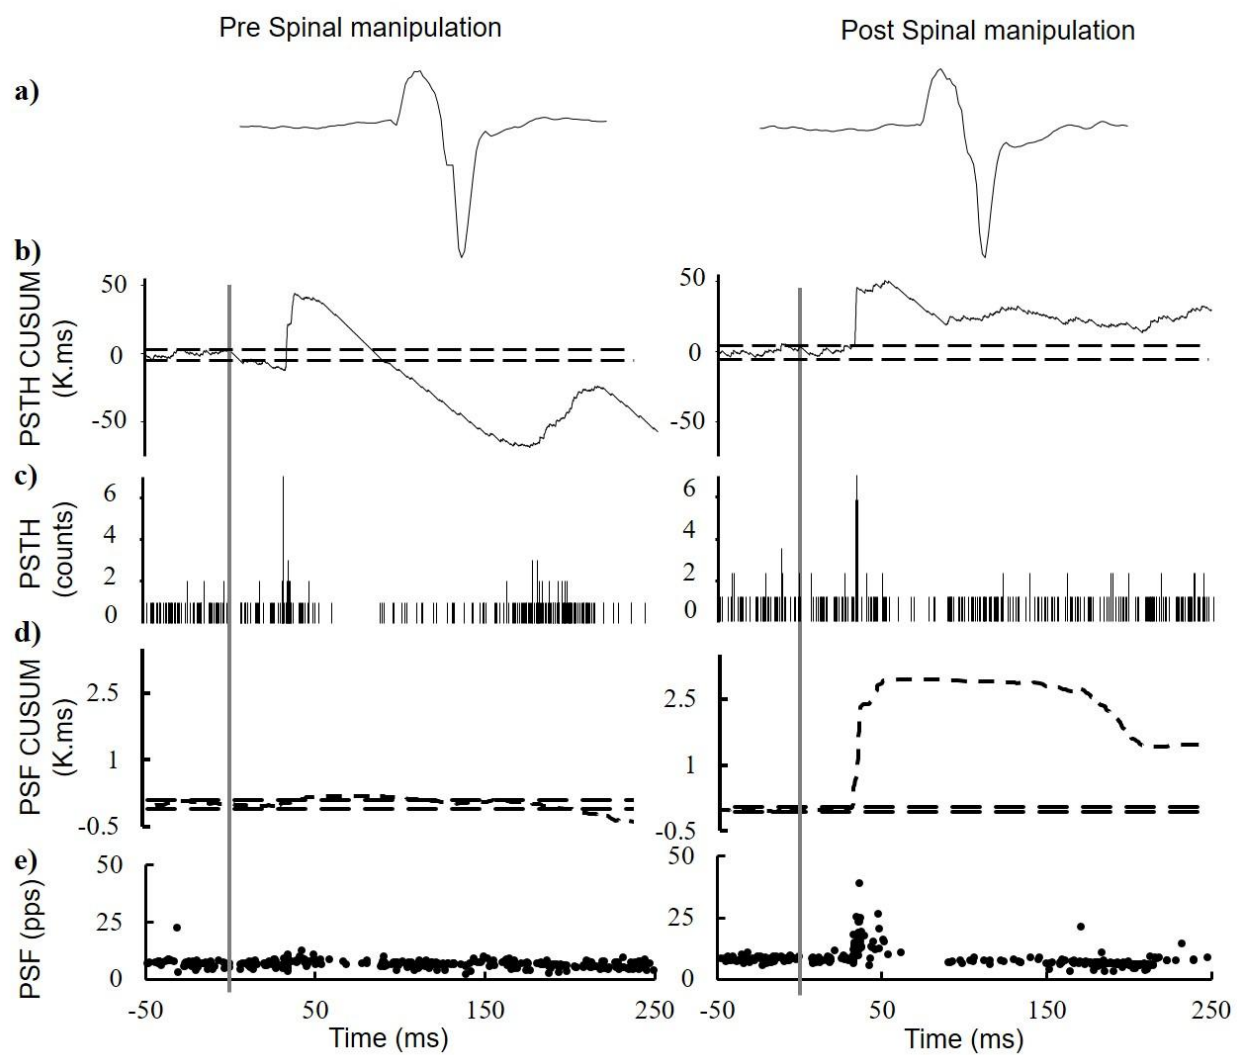 Pre Spinal manipulation
Post Spinal manipulation
a)
b)
PSTH CUSUM
(K.ms)
50
0
-50
50
0
-50
c)
PSTH
(counts)
6
4
2
0
6
4
2
0
d)
PSF CUSUM
(K.ms)
2.5
1
-0.5
2.5
1
-0.5
e)
PSF (pps)
50
25
0
50
25
0
-50
50
150
250
-50
50
150
250
Time (ms)
Time (ms)